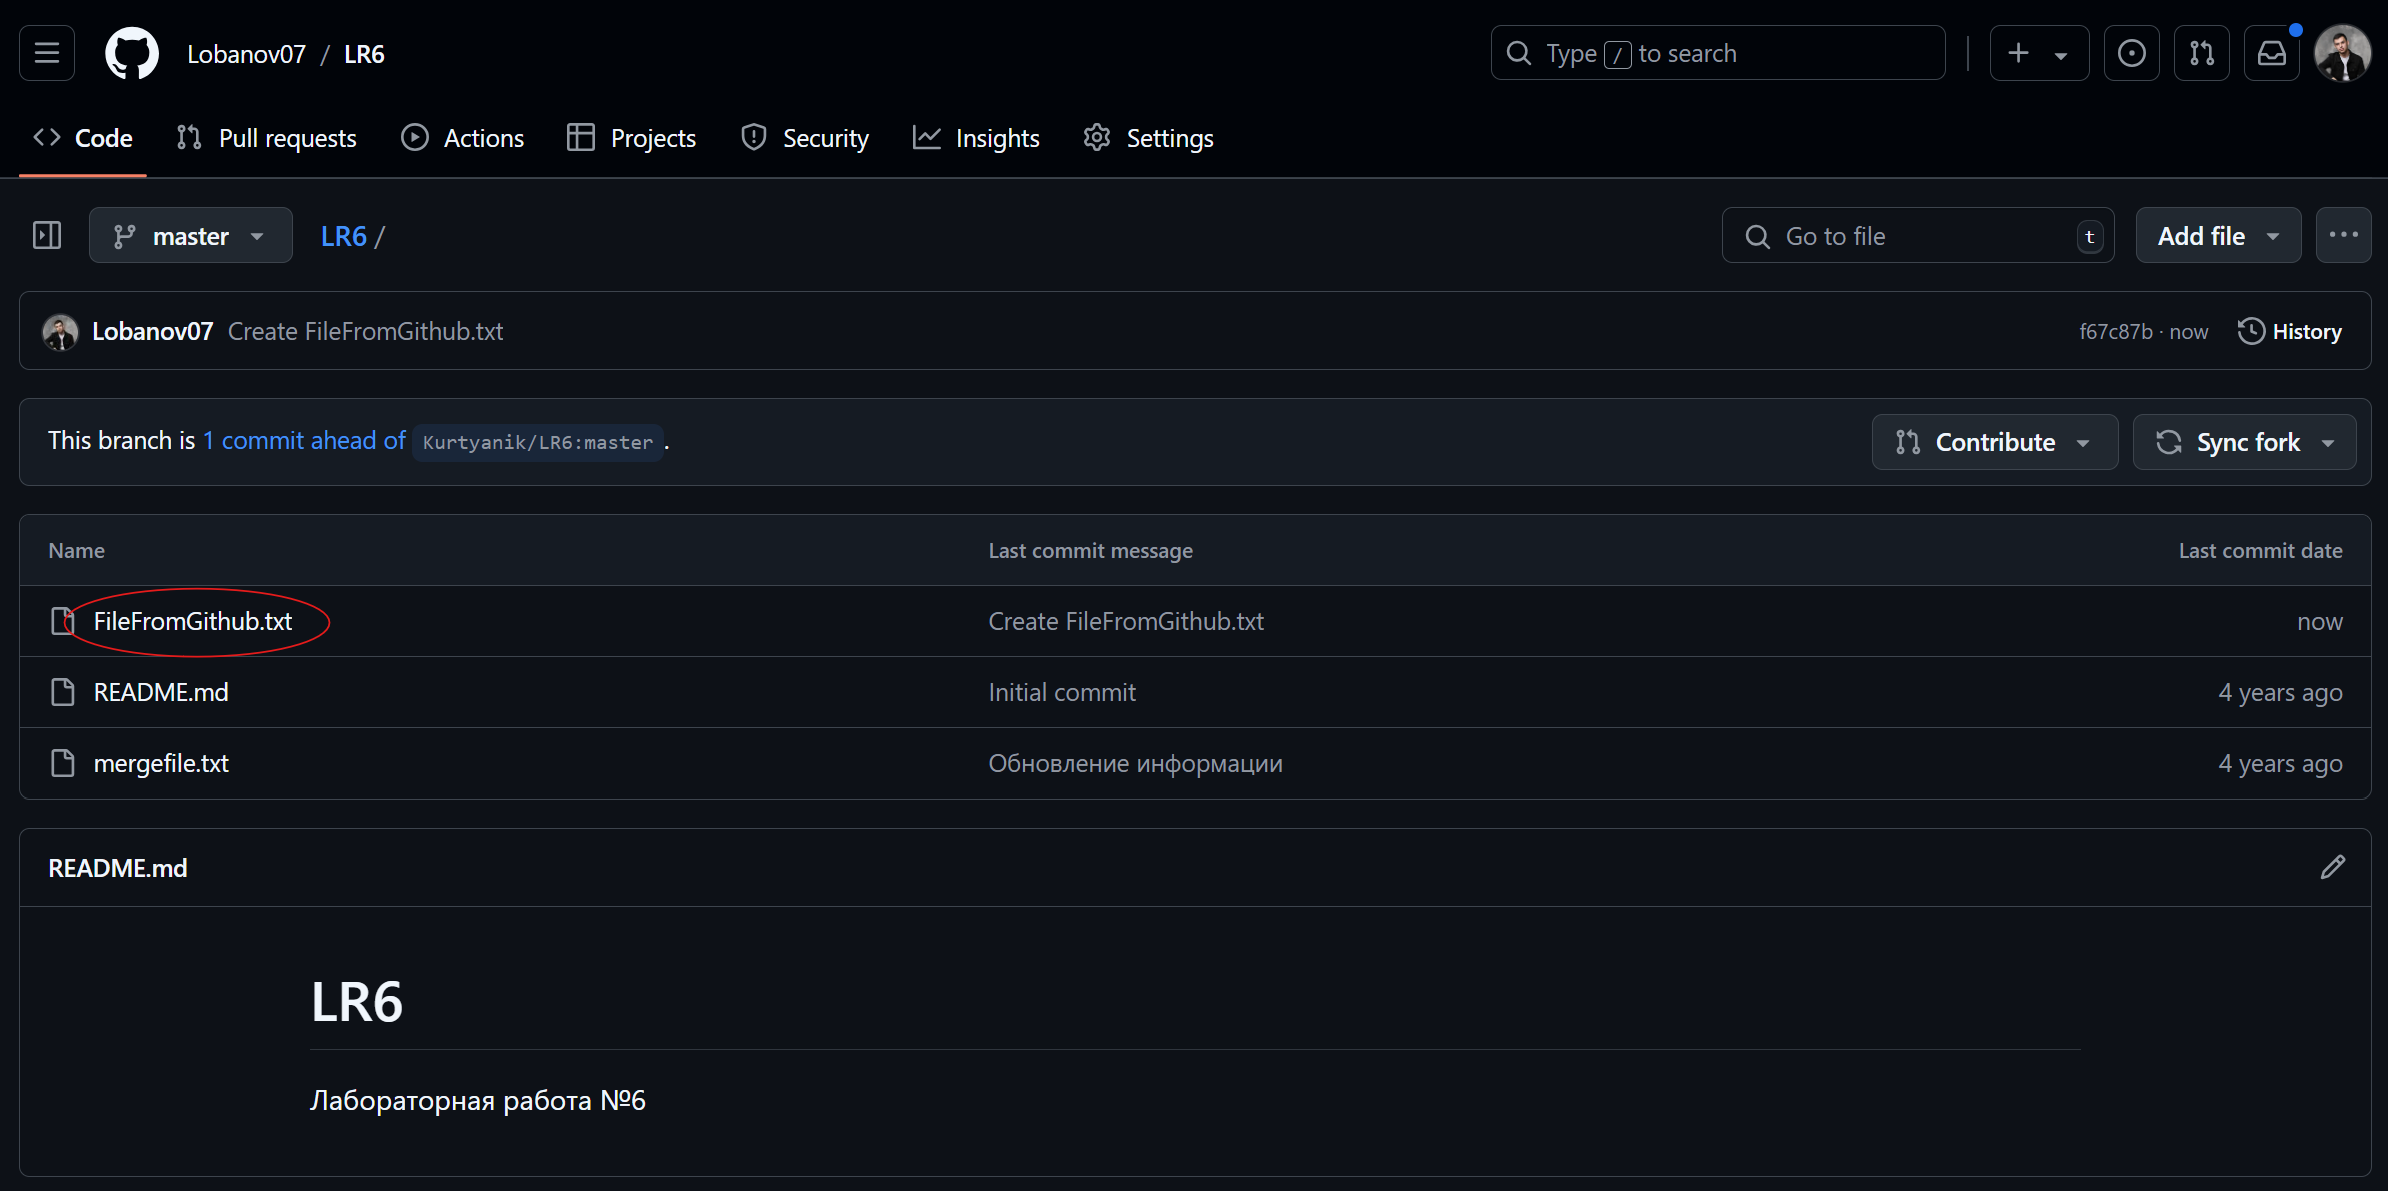 Lobanov07 / LR6
Type / to search
Code Pull requests Actions Projects Security Insights Settings
master LR6 / Go to file t Add file
Lobanov07 Create FileFromGithub.txt f67c87b · now History
This branch is 1 commit ahead of Kurtyanik/LR6:master . Contribute Sync fork
Name Last commit message Last commit date
FileFromGithub.txt Create FileFromGithub.txt now
README.md Initial commit 4 years ago
mergefile.txt Обновление информации 4 years ago
README.md
LR6
Лабораторная работа №6